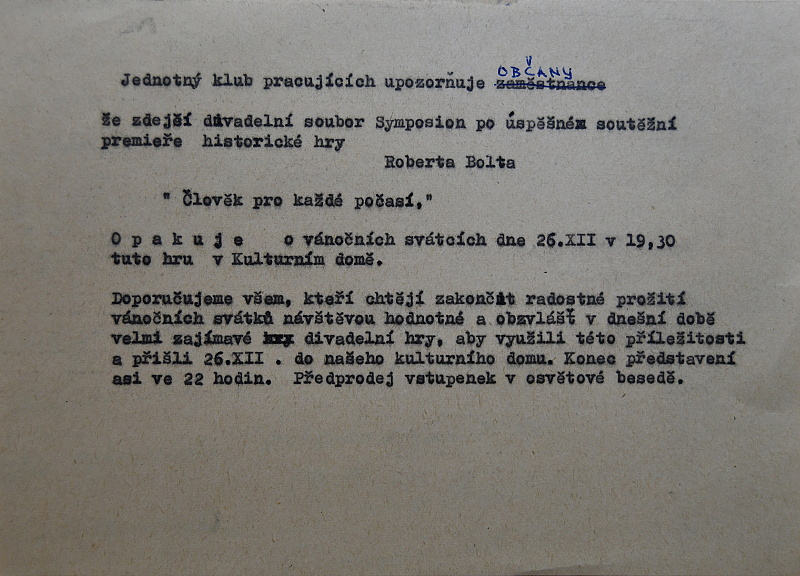 OBČANY
Jednotný klub pracujících upozorňuje zaměstnance
že zdejší divadelní soubor Symposion po úspěšném soutěžní
premieře historické hry
Roberta Bolta
" Člověk pro každé počasí,"
O p a k u j e o vánočních svátcích dne 26.XII v 19,30
tuto hru v Kulturním domě.
Doporučujeme všem, kteří chtějí zakončit radostné prožití
vánočních svátků návštěvou hodnotné a obzvlášť v dnešní době
velmi zajímavé hry divadelní hry, aby využili této příležitosti
a přišli 26.XII . do našeho kulturního domu. Konec představení
asi ve 22 hodin. Předprodej vstupenek v osvětové besedě.